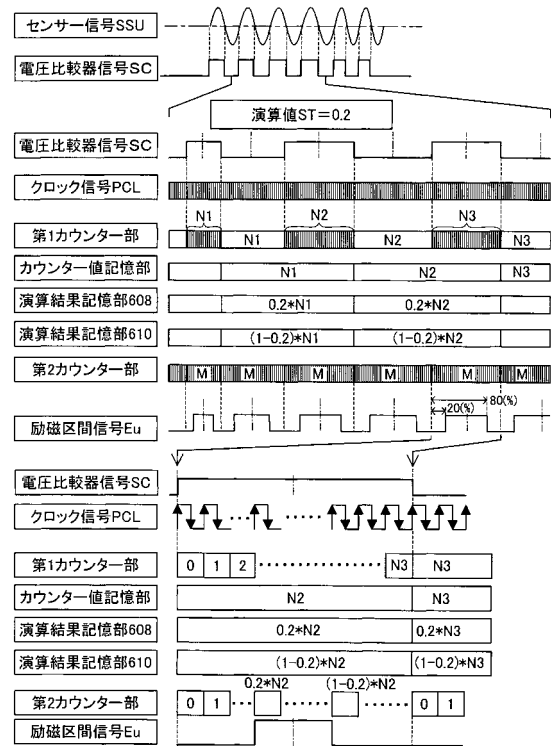 センサー信号SSU
電圧比較器信号SC
演算値ST=0.2
電圧比較器信号SC
クロック信号PCL
N1 N2 N3
第1カウンター部 N1 N2 N3
カウンター値記憶部 N1 N2 N3
演算結果記憶部608 0.2*N1 0.2*N2
演算結果記憶部610 (1-0.2)*N1 (1-0.2)*N2
第2カウンター部 M M M M M M
80(%)
20(%)
励磁区間信号Eu
電圧比較器信号SC
クロック信号PCL
第1カウンター部 0 1 2 N3 N3
カウンター値記憶部 N2 N3
演算結果記憶部608 0.2*N2 0.2*N3
演算結果記憶部610 (1-0.2)*N2 (1-0.2)*N3
0.2*N2 (1-0.2)*N2
第2カウンター部 0 1 0 1
励磁区間信号Eu